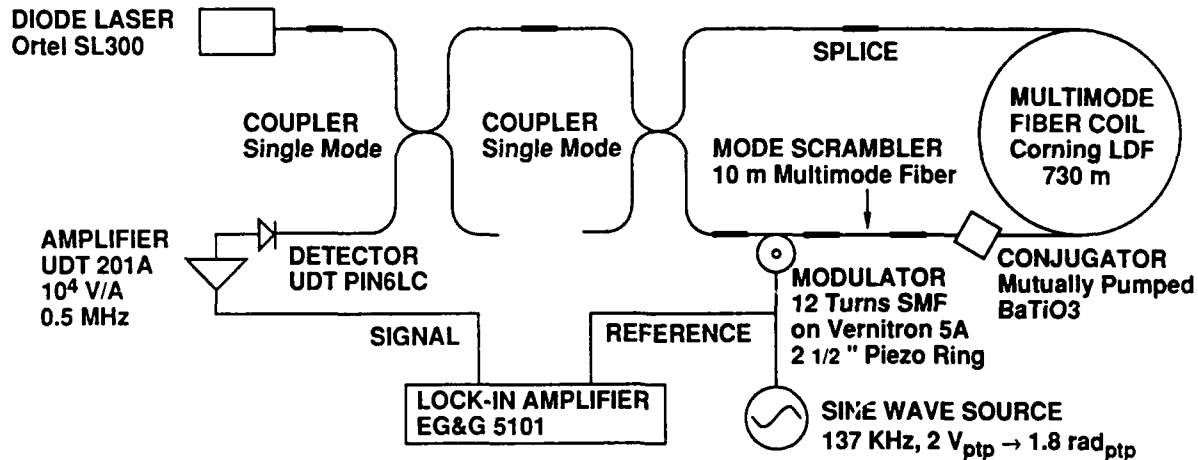 DIODE LASER
Ortel SL300
SPLICE
MULTIMODE
FIBER COIL
Corning LDF
730 m
COUPLER
Single Mode
COUPLER
Single Mode
MODE SCRAMBLER
10 m Multimode Fiber
AMPLIFIER
UDT 201A
10⁴ V/A
0.5 MHz
DETECTOR
UDT PIN6LC
MODULATOR
12 Turns SMF
on Vernitron 5A
2 1/2 " Piezo Ring
CONJUGATOR
Mutually Pumped
BaTiO3
SIGNAL
REFERENCE
LOCK-IN AMPLIFIER
EG&G 5101
SINE WAVE SOURCE
137 KHz, 2 Vptp → 1.8 radptp